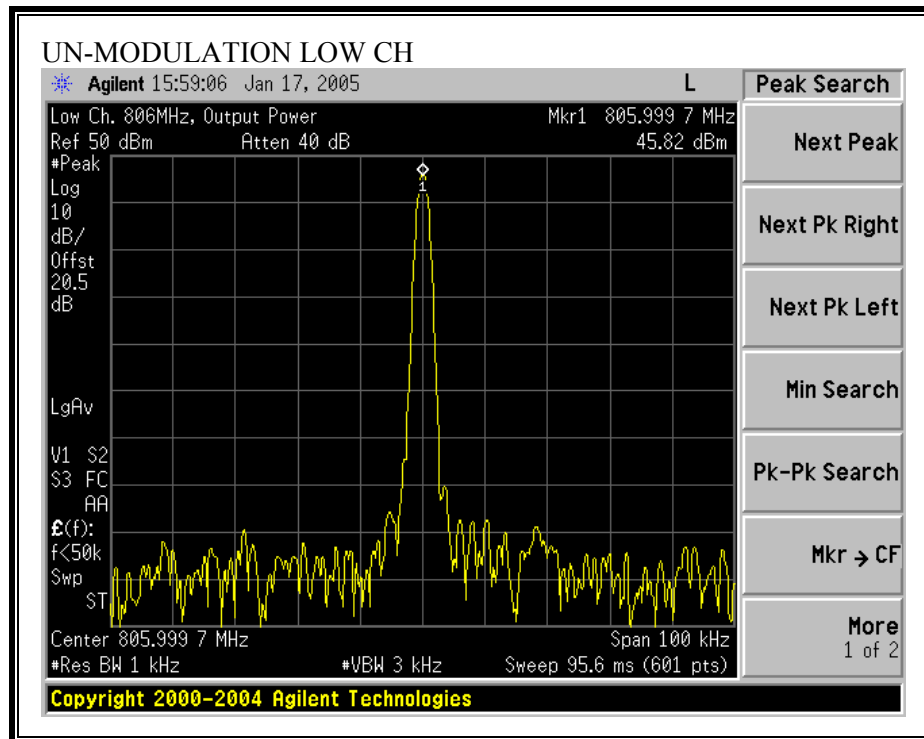 UN-MODULATION LOW CH
Agilent 15:59:06 Jan 17, 2005 L
Peak Search
Low Ch. 806MHz, Output Power Mkr1 805.999 7 MHz
Ref 50 dBm Atten 40 dB 45.82 dBm
#Peak
Log
10
dB/
Offst
20.5
dB
1
LgAv
V1 S2
S3 FC
AA
£(f):
f<50k
Swp
ST
Center 805.999 7 MHz Span 100 kHz
#Res BW 1 kHz #VBW 3 kHz Sweep 95.6 ms (601 pts)
Next Peak
Next Pk Right
Next Pk Left
Min Search
Pk-Pk Search
Mkr → CF
More
1 of 2
Copyright 2000-2004 Agilent Technologies